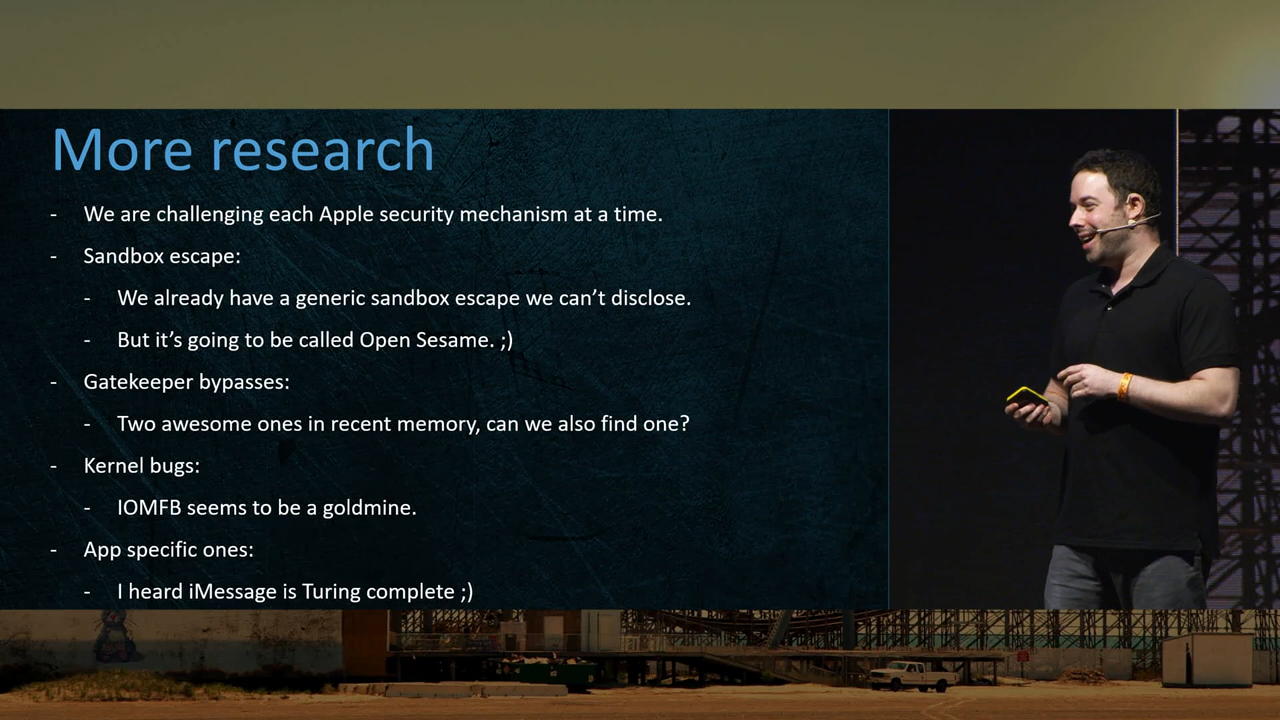 More research
- We are challenging each Apple security mechanism at a time.
- Sandbox escape:
- We already have a generic sandbox escape we can’t disclose.
- But it’s going to be called Open Sesame. ;)
- Gatekeeper bypasses:
- Two awesome ones in recent memory, can we also find one?
- Kernel bugs:
- IOMFB seems to be a goldmine.
- App specific ones:
- I heard iMessage is Turing complete ;)